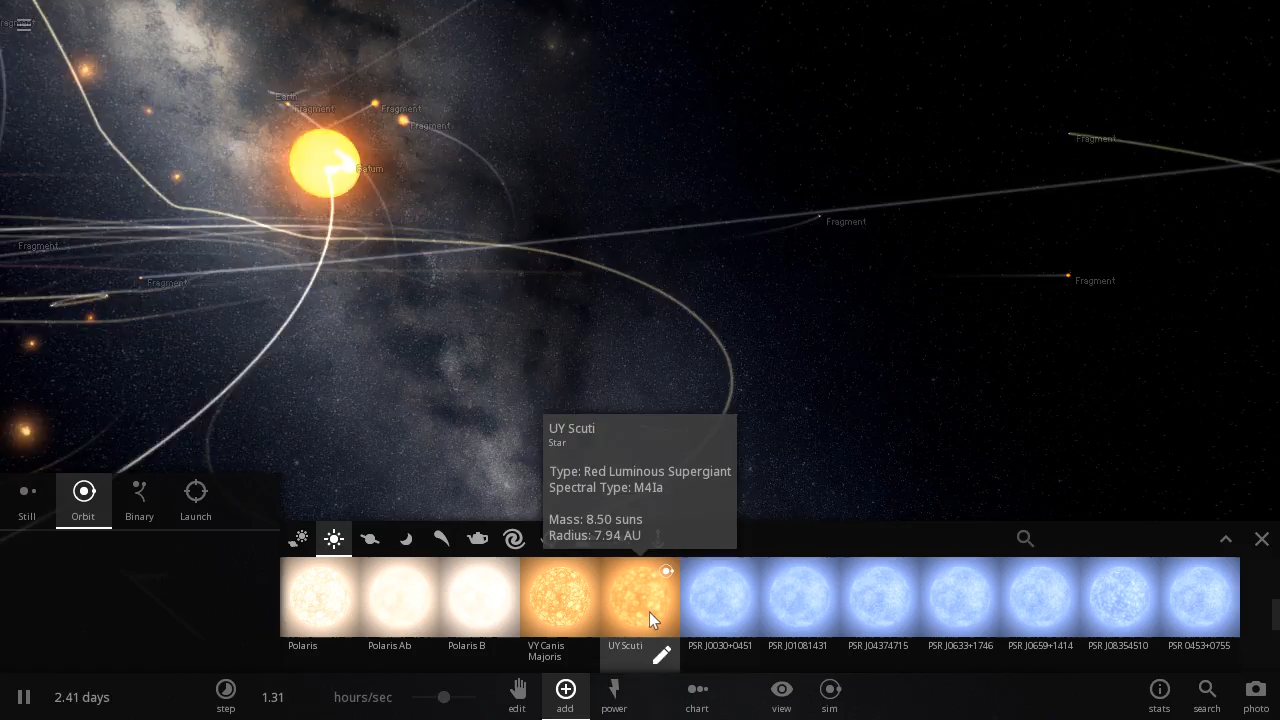 Fragment
Earth
Fragment
Fragment
Fragment
Saturn
Fragment
Fragment
Fragment
Fragment
Fragment
UY Scuti
Star
Type: Red Luminous Supergiant
Spectral Type: M4Ia
Mass: 8.50 suns
Radius: 7.94 AU
Still
Orbit
Binary
Launch
Polaris
Polaris Ab
Polaris B
VY Canis
Majoris
UY Scuti
PSR J0030+0451
PSR J01081431
PSR J04374715
PSR J0633+1746
PSR J0659+1414
PSR J08354510
PSR 0453+0755
2.41 days
step
1.31
hours/sec
edit
add
power
chart
view
sim
stats
search
photo